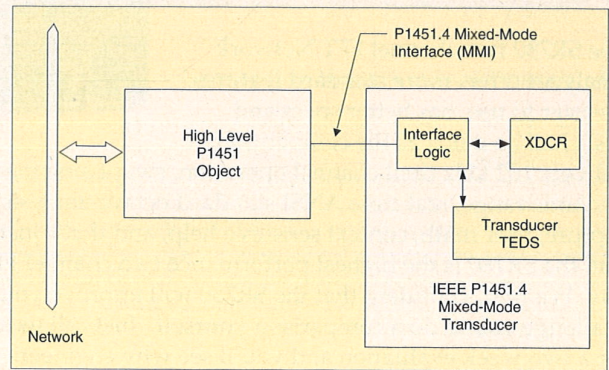 P1451.4 Mixed-Mode
Interface (MMI)
High Level
P1451
Object
Interface
Logic
XDCR
Transducer
TEDS
IEEE P1451.4
Mixed-Mode
Transducer
Network